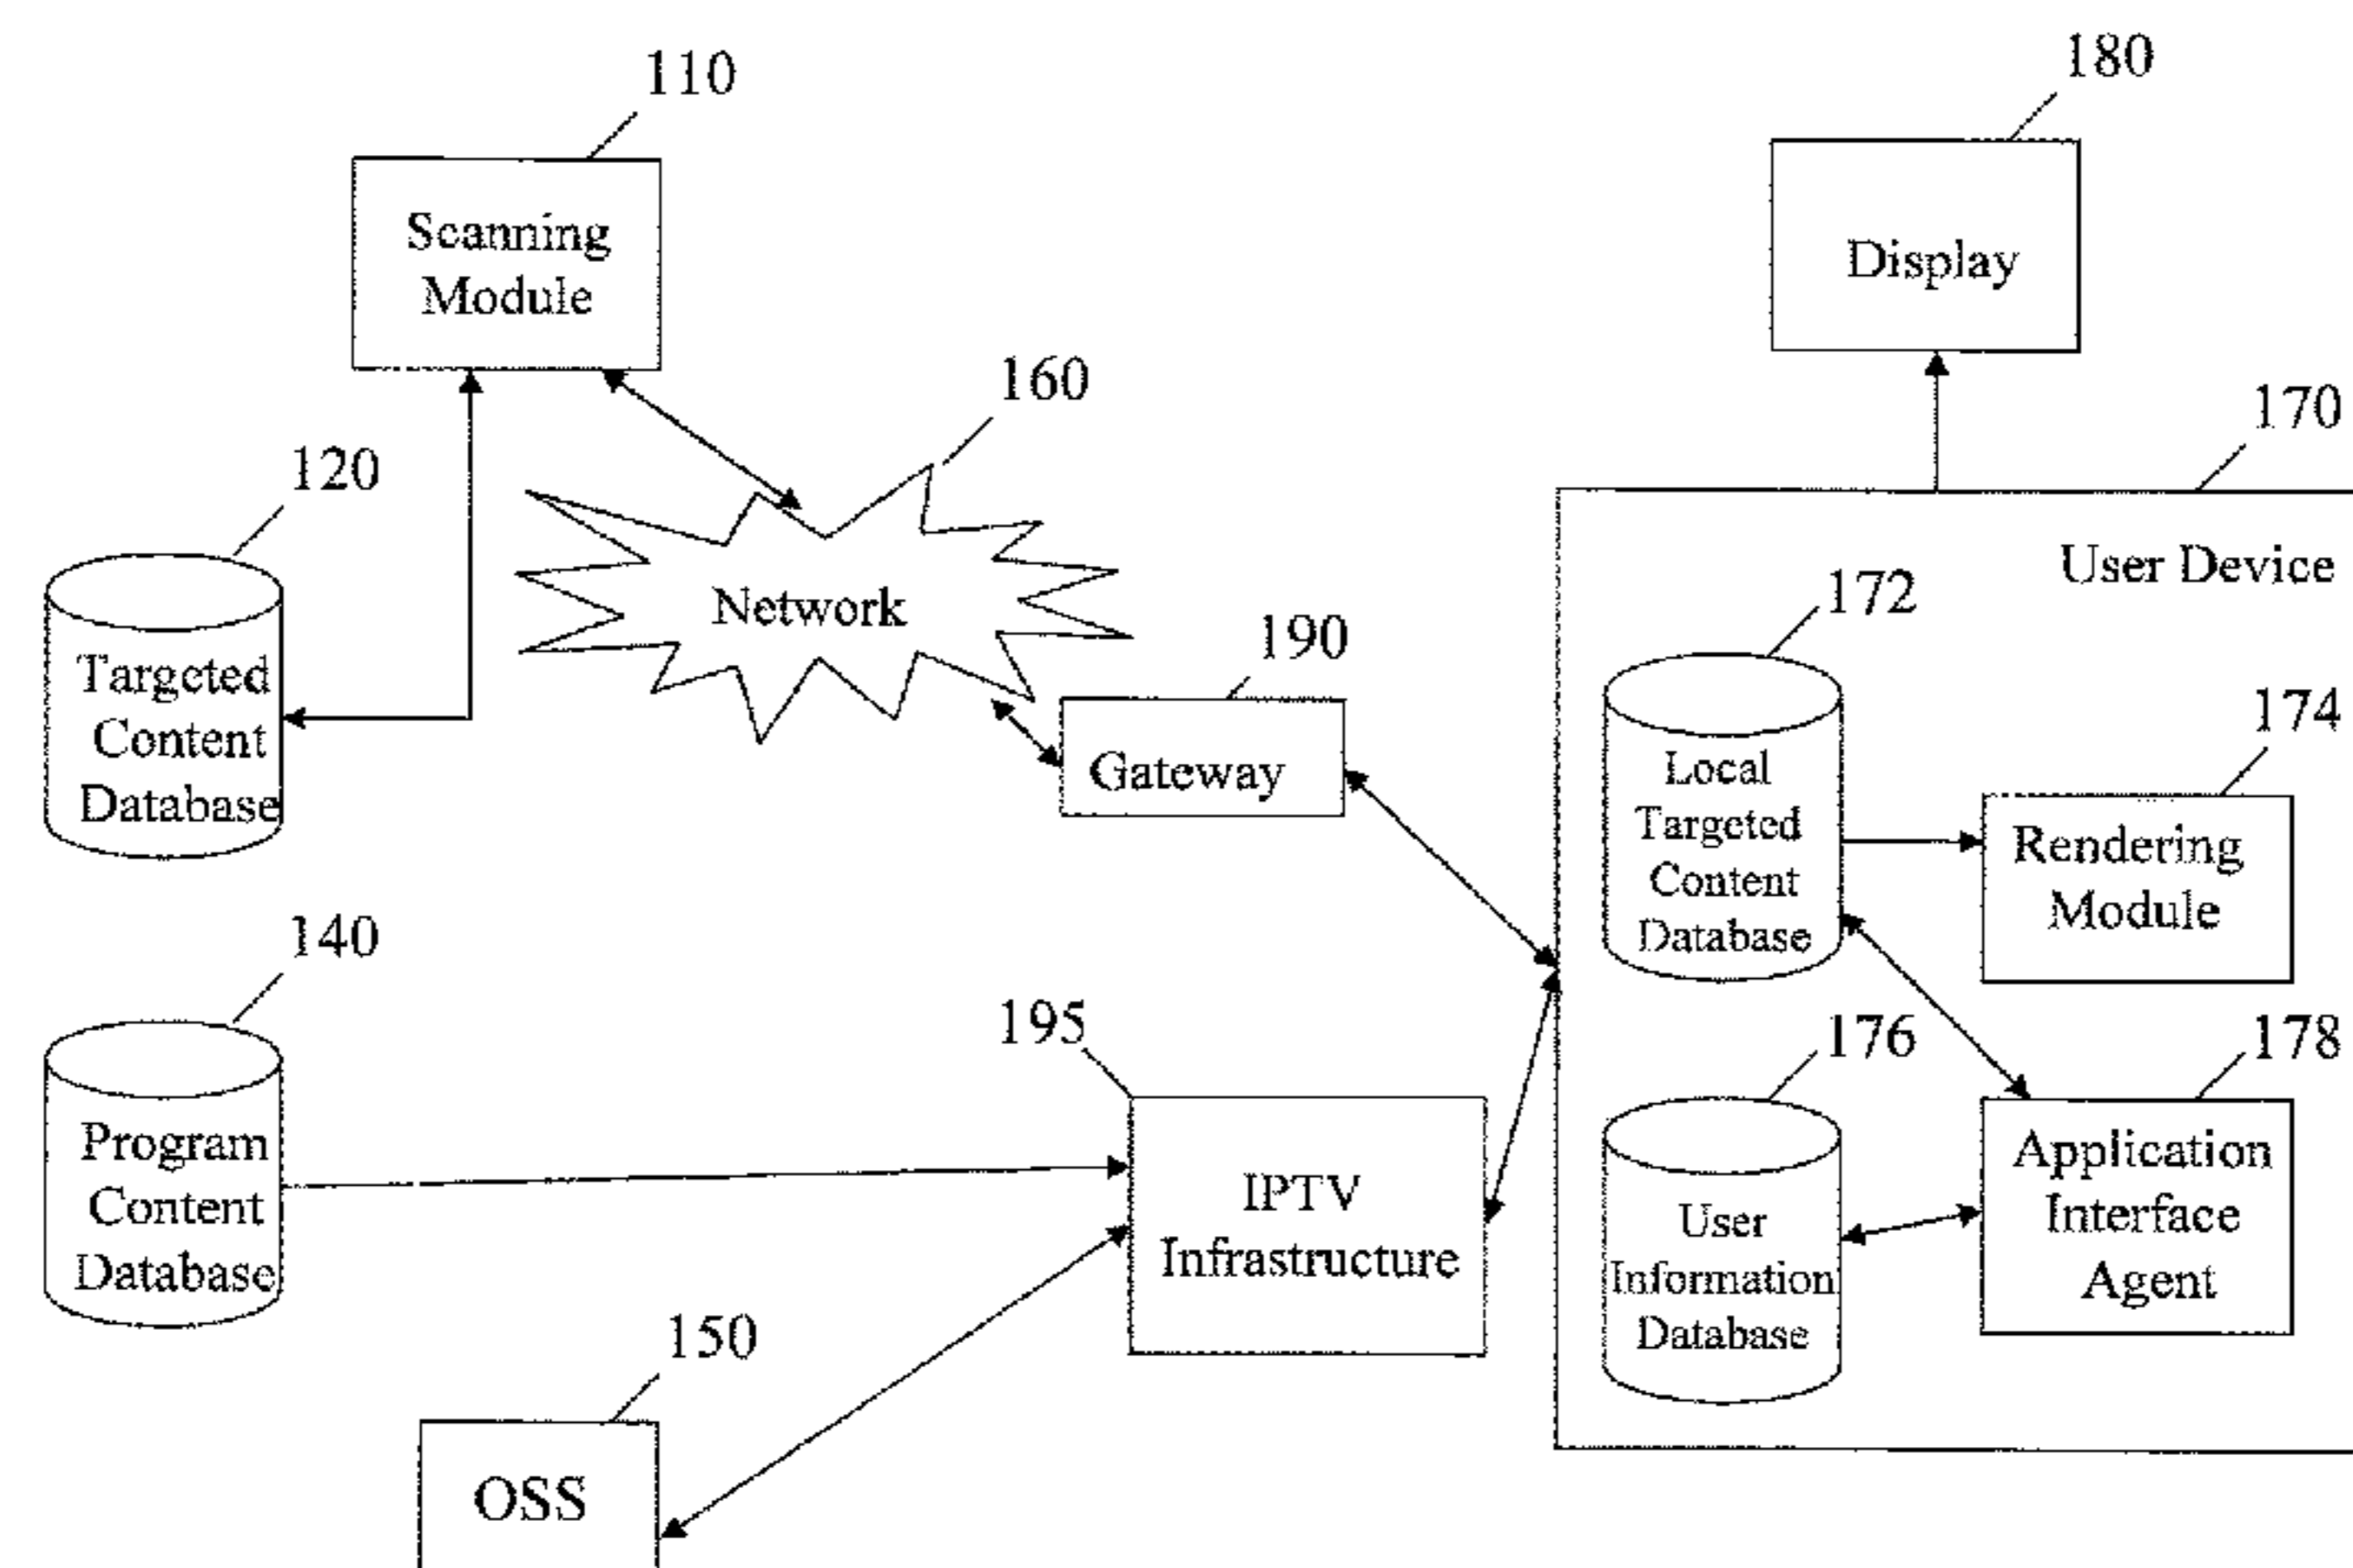 110
180
Scanning
Module
Display
160
170
120
User Device
172
Network
190
Targeted
Content
Database
174
Gateway
Local
Targeted
Content
Database
Rendering
Module
140
195
176
178
Program
Content
Database
IPTV
Infrastructure
User
Information
Database
Application
Interface
Agent
150
OSS